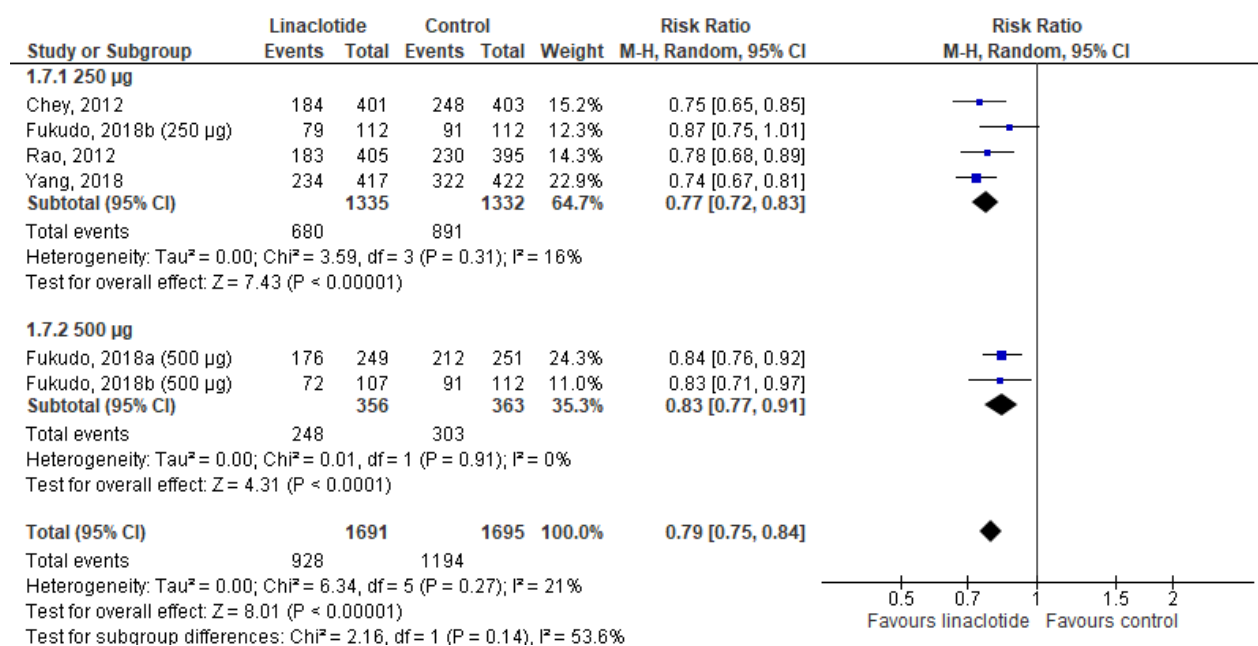 Linaclotide Control Risk Ratio Risk Ratio
Study or Subgroup Events Total Events Total Weight M-H, Random, 95% CI M-H, Random, 95% CI
1.7.1 250 µg
Chey, 2012 184 401 248 403 15.2% 0.75 [0.65, 0.85]
Fukudo, 2018b (250 µg) 79 112 91 112 12.3% 0.87 [0.75, 1.01]
Rao, 2012 183 405 230 395 14.3% 0.78 [0.68, 0.89]
Yang, 2018 234 417 322 422 22.9% 0.74 [0.67, 0.81]
Subtotal (95% CI) 1335 1332 64.7% 0.77 [0.72, 0.83]
Total events 680 891
Heterogeneity: Tau² = 0.00; Chi² = 3.59, df = 3 (P = 0.31); I² = 16%
Test for overall effect: Z = 7.43 (P < 0.00001)
1.7.2 500 µg
Fukudo, 2018a (500 µg) 176 249 212 251 24.3% 0.84 [0.76, 0.92]
Fukudo, 2018b (500 µg) 72 107 91 112 11.0% 0.83 [0.71, 0.97]
Subtotal (95% CI) 356 363 35.3% 0.83 [0.77, 0.91]
Total events 248 303
Heterogeneity: Tau² = 0.00; Chi² = 0.01, df = 1 (P = 0.91); I² = 0%
Test for overall effect: Z = 4.31 (P < 0.0001)
Total (95% CI) 1691 1695 100.0% 0.79 [0.75, 0.84]
Total events 928 1194
Heterogeneity: Tau² = 0.00; Chi² = 6.34, df = 5 (P = 0.27); I² = 21%
Test for overall effect: Z = 8.01 (P < 0.00001)
Test for subgroup differences: Chi² = 2.16, df = 1 (P = 0.14), I² = 53.6%
0.5 0.7 1 1.5 2
Favours linaclotide Favours control